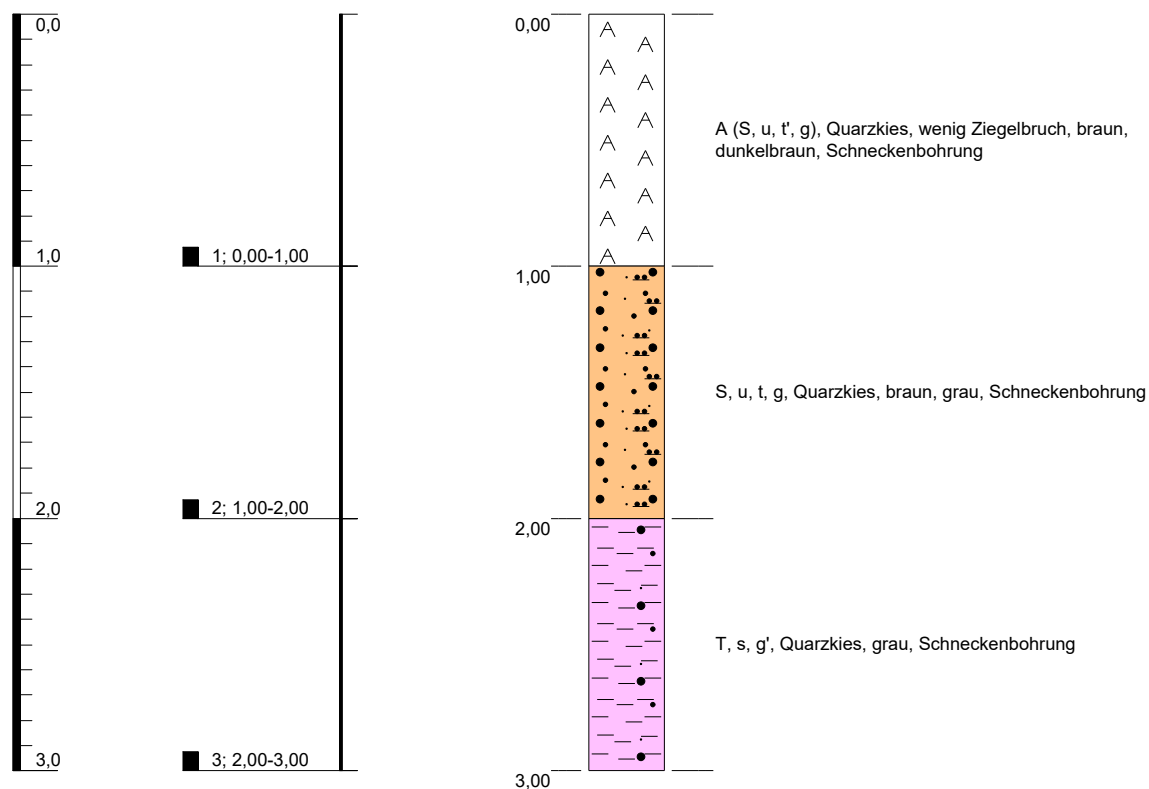 0,0
0,00
A (S, u, t', g), Quarzkies, wenig Ziegelbruch, braun,
dunkelbraun, Schneckenbohrung
1,0
1; 0,00-1,00
1,00
S, u, t, g, Quarzkies, braun, grau, Schneckenbohrung
2,0
2; 1,00-2,00
2,00
T, s, g', Quarzkies, grau, Schneckenbohrung
3,0
3; 2,00-3,00
3,00